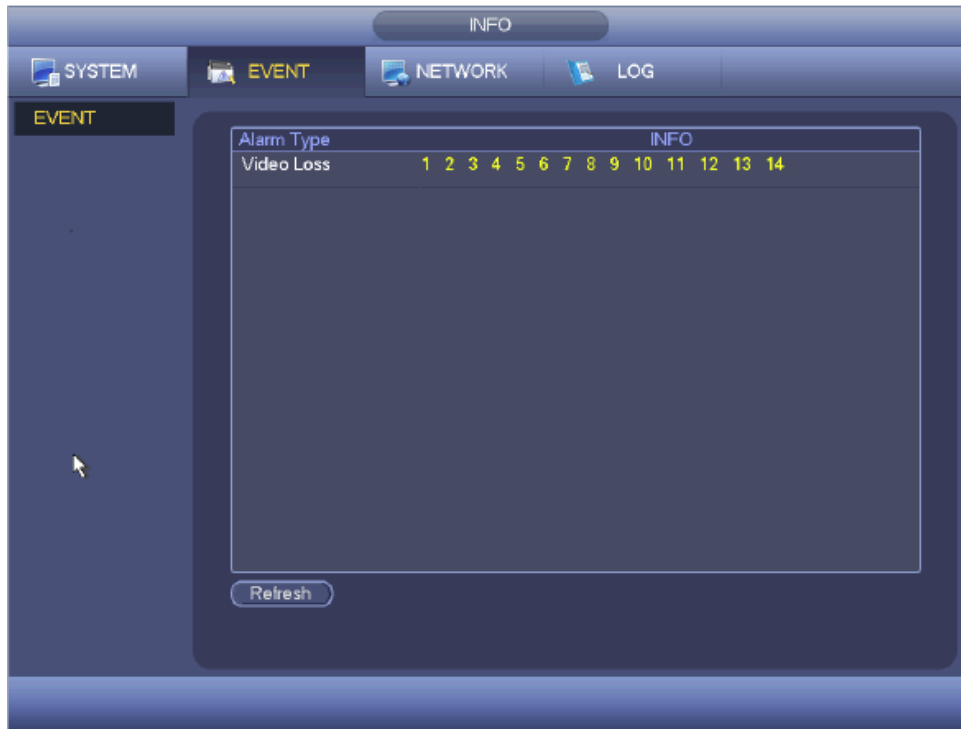 INFO
SYSTEM EVENT NETWORK LOG
EVENT
Alarm Type INFO
Video Loss 1 2 3 4 5 6 7 8 9 10 11 12 13 14
Refresh